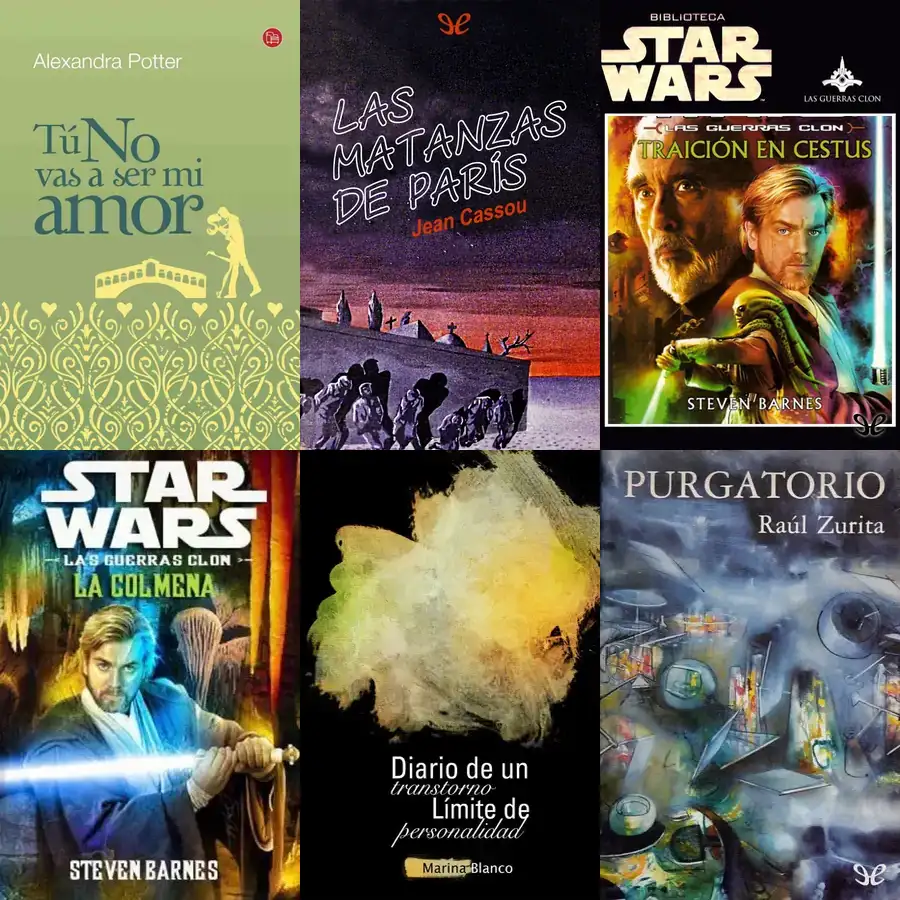 Alexandra Potter
Tú No
vas a ser mi
amor
LAS
MATANZAS
DE PARÍS
Jean Cassou
BIBLIOTECA
STAR
WARS
LAS GUERRAS CLON
LAS GUERRAS CLON
TRAICIÓN EN CESTUS
STEVEN BARNES
STAR
WARS
LAS GUERRAS CLON
LA COLMENA
STEVEN BARNES
Diario de un
transtorno
Límite de
personalidad
Marina Blanco
PURGATORIO
Raúl Zurita